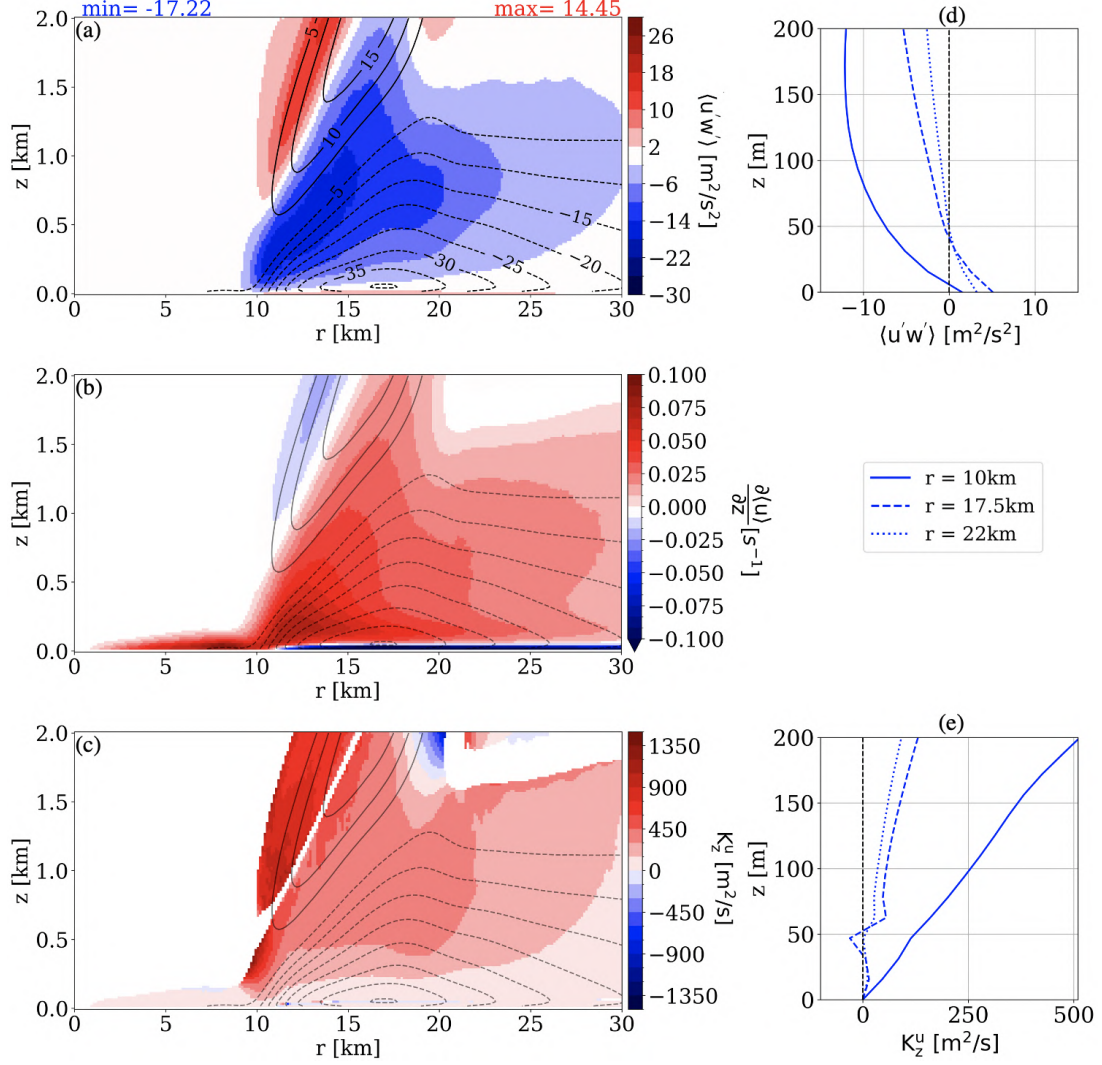 min= -17.22 max= 14.45
(a)
z [km]
2.0
1.5
1.0
0.5
0.0
0 5 10 15 20 25 30
r [km]
5
15
10
−5
−15
−20
−25
−30
−35
26
18
10
2
−6
−14
−22
−30
⟨u′w′⟩ [m²/s²]
(d)
z [m]
200
150
100
50
0
−10 0 10
⟨u′w′⟩ [m²/s²]
(b)
z [km]
2.0
1.5
1.0
0.5
0.0
0 5 10 15 20 25 30
r [km]
0.100
0.075
0.050
0.025
0.000
−0.025
−0.050
−0.075
−0.100
∂⟨u⟩/∂z [s⁻¹]
r = 10km
r = 17.5km
r = 22km
(c)
z [km]
2.0
1.5
1.0
0.5
0.0
0 5 10 15 20 25 30
r [km]
1350
900
450
0
−450
−900
−1350
K_z^u [m²/s]
(e)
z [m]
200
150
100
50
0
0 250 500
K_z^u [m²/s]